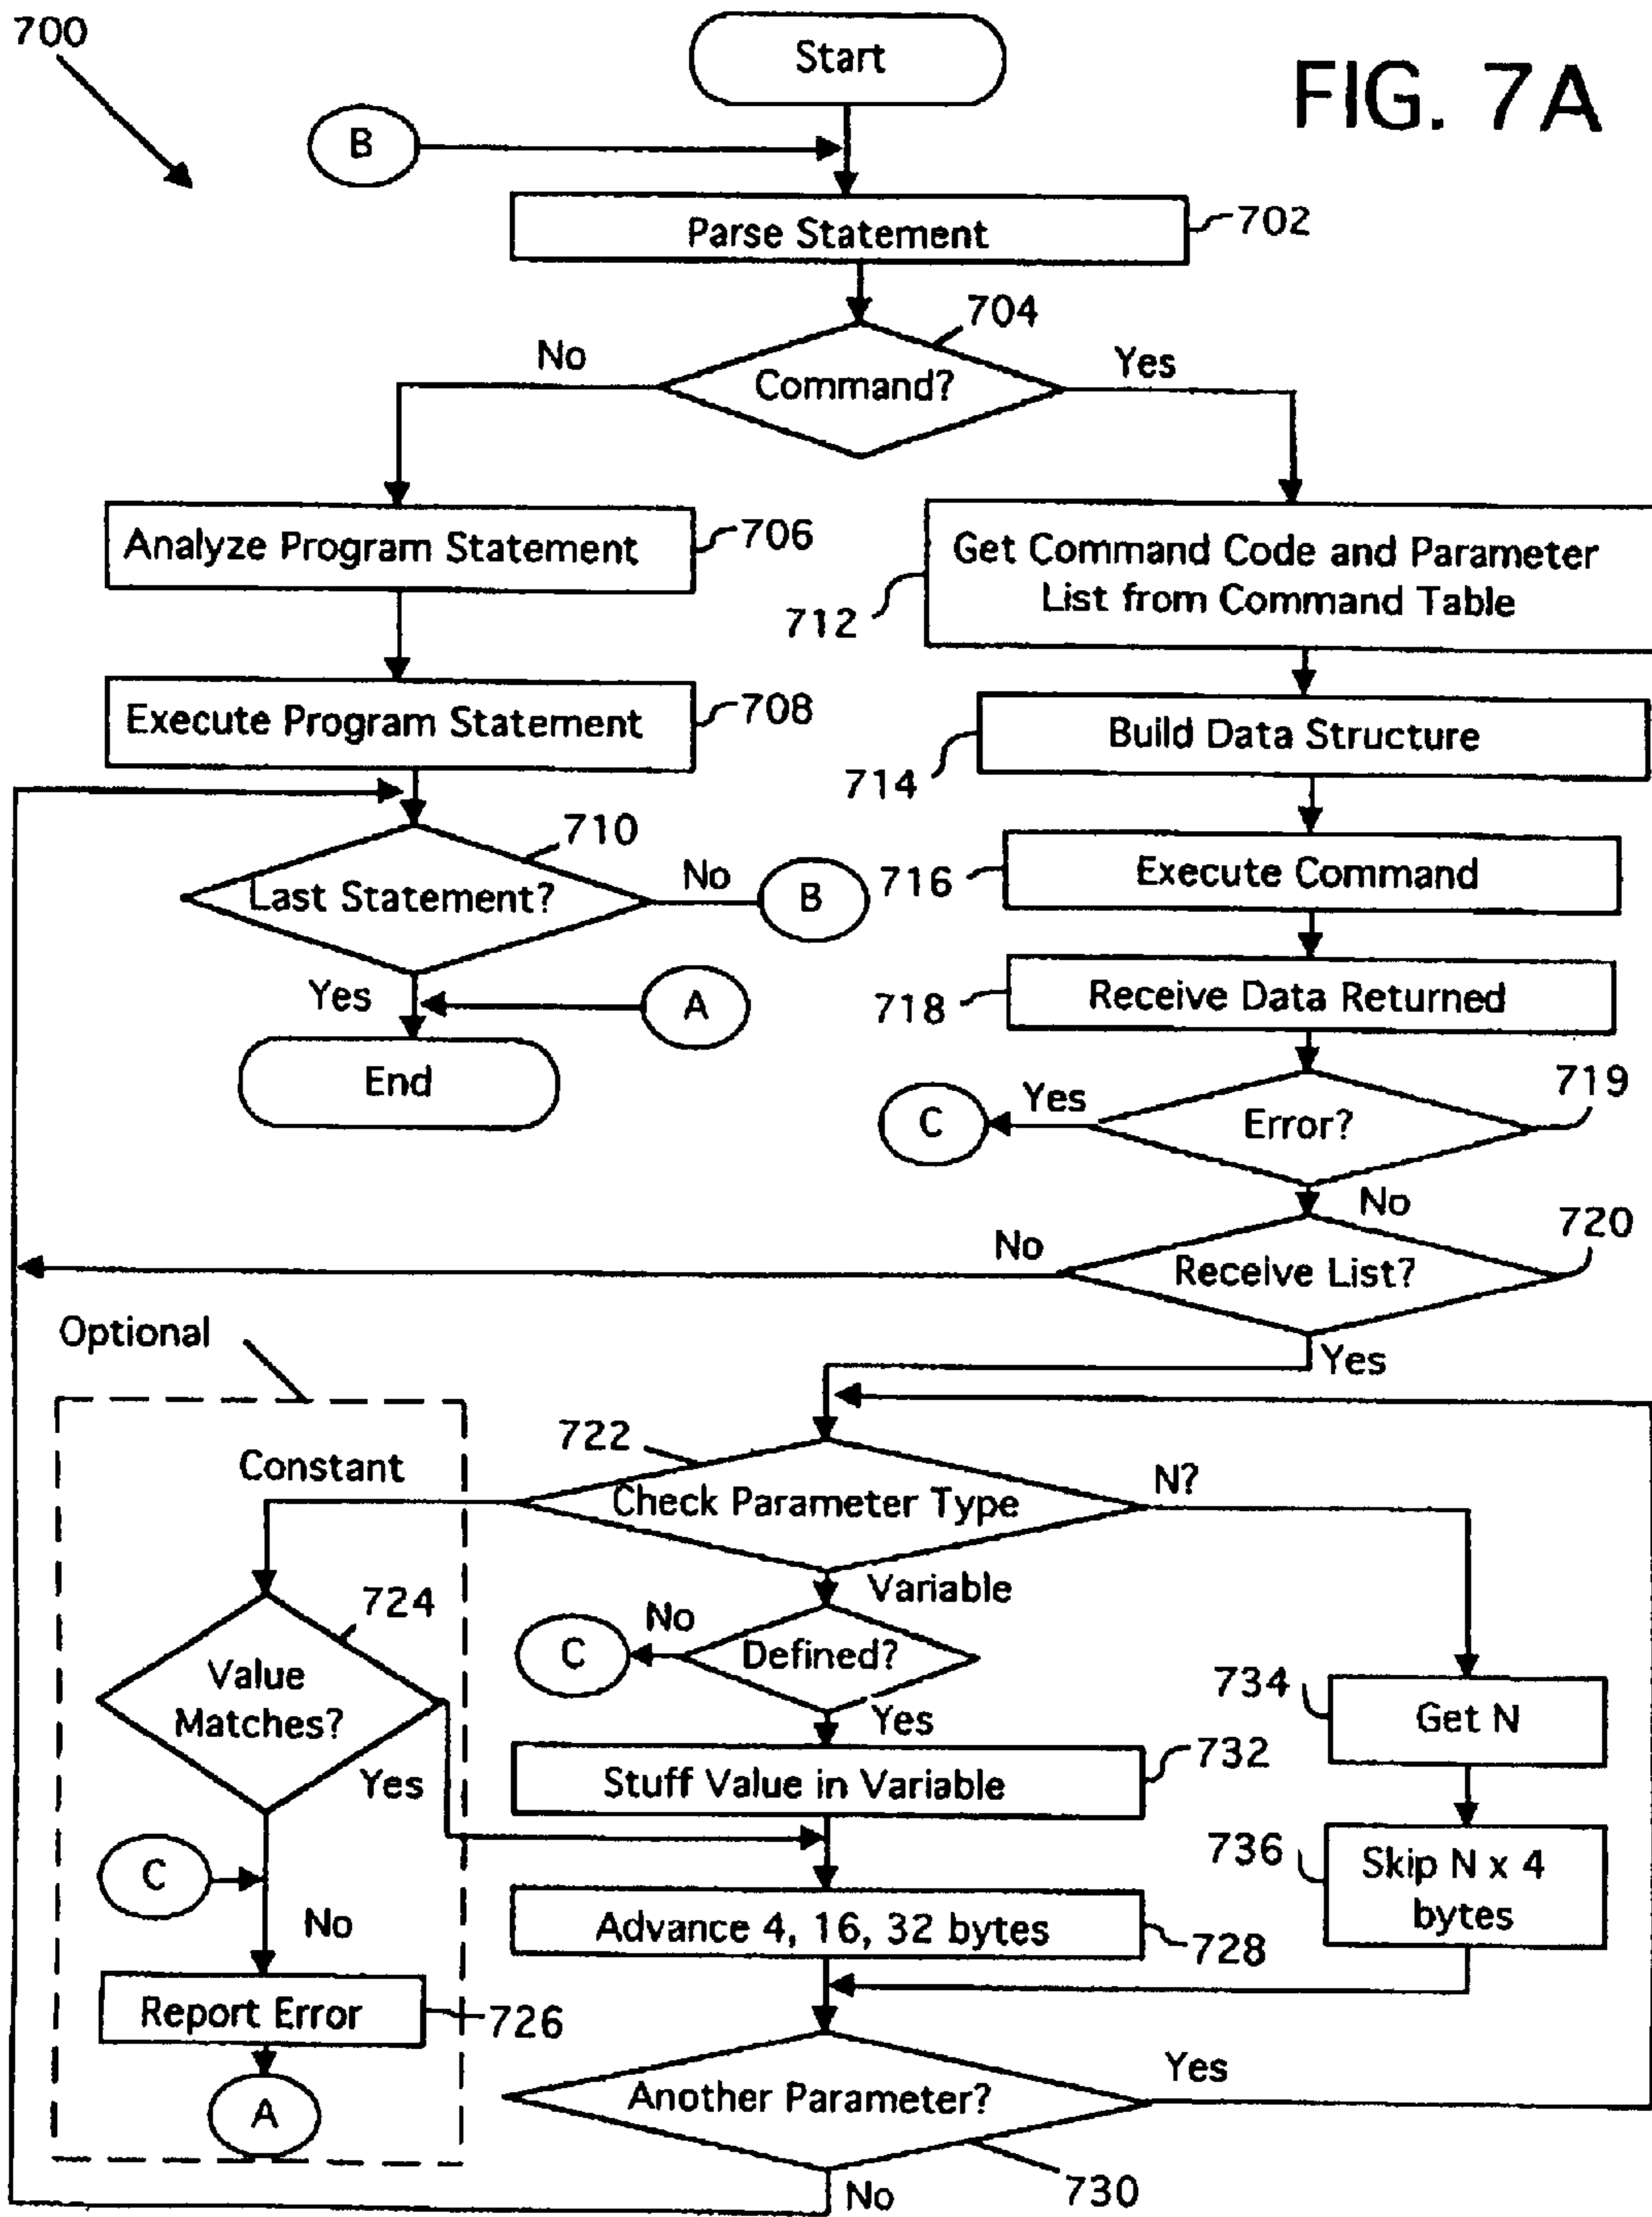 700
Start
FIG. 7A
B
Parse Statement
702
704
No
Command?
Yes
Analyze Program Statement
706
Get Command Code and Parameter
List from Command Table
712
Execute Program Statement
708
Build Data Structure
714
710
Last Statement?
No
B
716
Execute Command
Yes
A
718
Receive Data Returned
End
719
C
Yes
Error?
No
720
No
Receive List?
Optional
Yes
722
Constant
Check Parameter Type
N?
Variable
724
No
C
Defined?
Value
Matches?
734
Get N
Yes
732
Yes
Stuff Value in Variable
C
736
Skip N x 4
bytes
No
Advance 4, 16, 32 bytes
728
Report Error
726
Yes
Another Parameter?
A
730
No